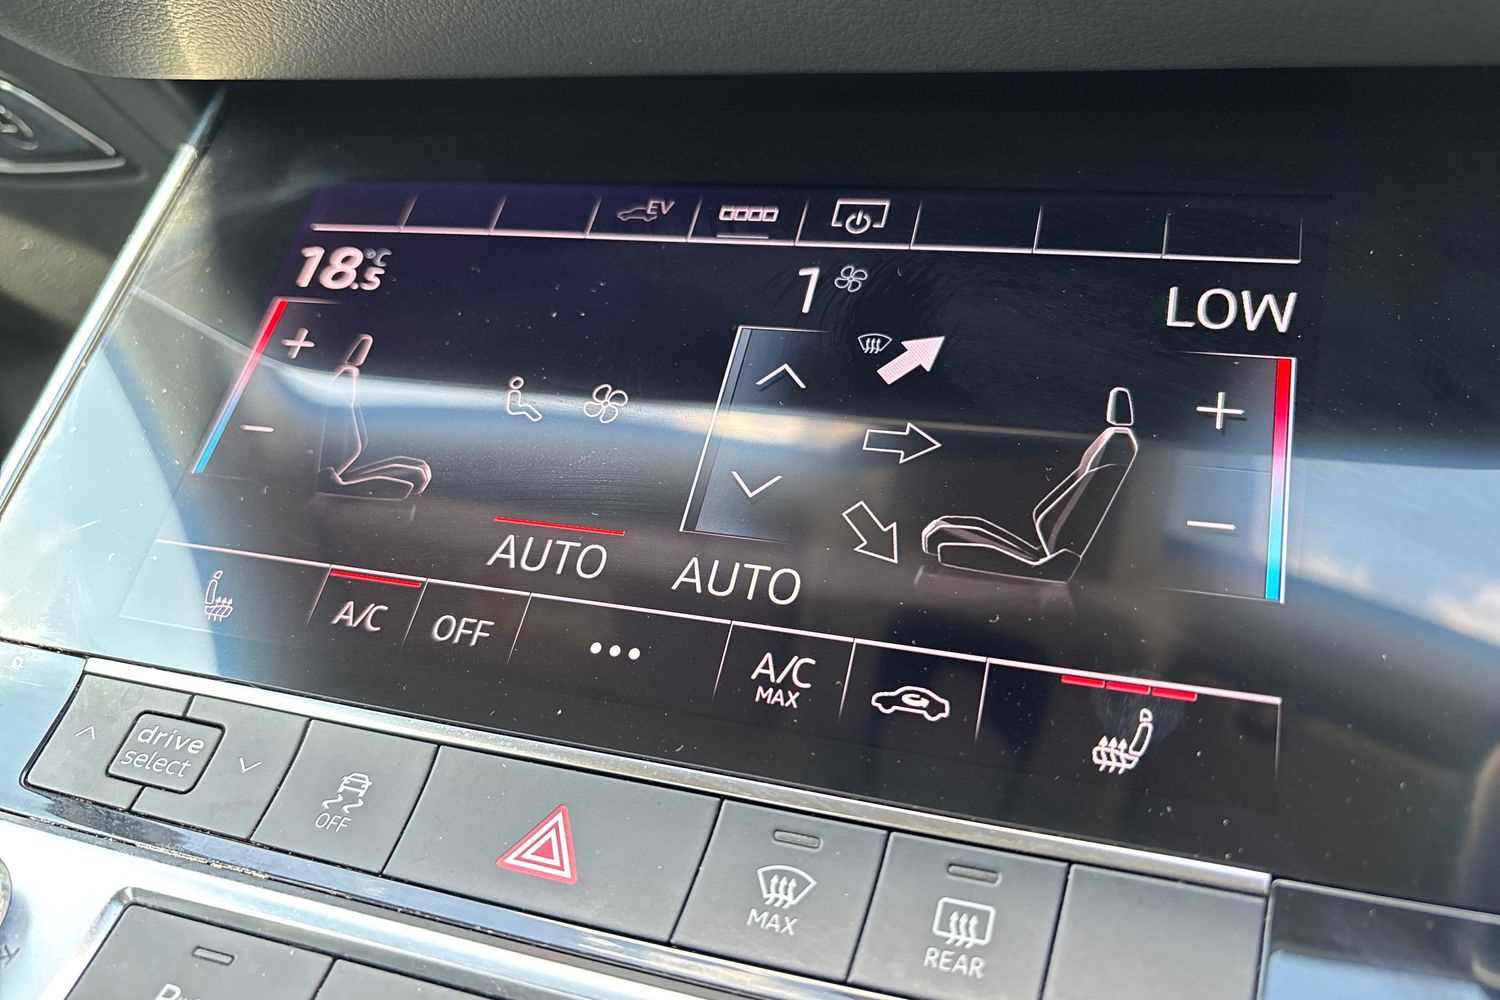 EV
18.5 °C
1
LOW
AUTO
AUTO
A/C
OFF
A/C
MAX
drive
select
OFF
MAX
REAR